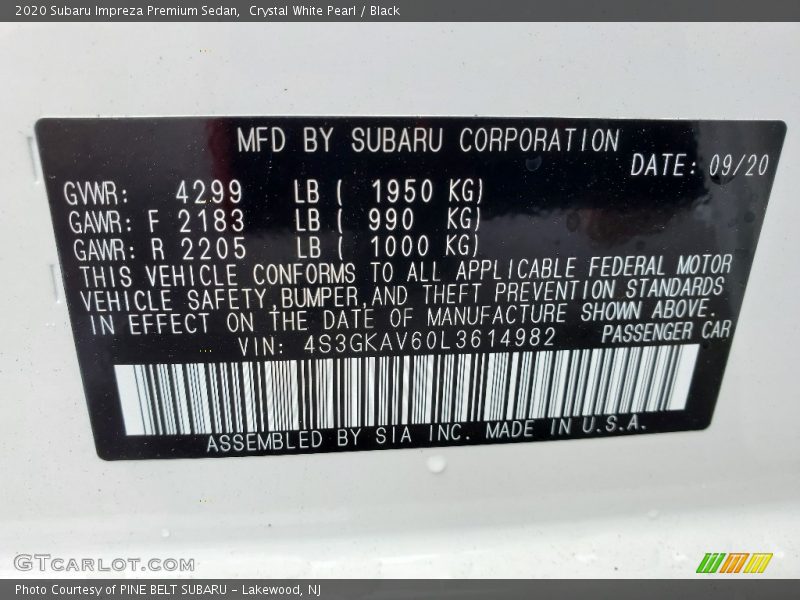 2020 Subaru Impreza Premium Sedan,  Crystal White Pearl / Black
MFD BY SUBARU CORPORATION
DATE: 09/20
GVWR: 4299 LB ( 1950 KG)
GAWR: F 2183 LB ( 990 KG)
GAWR: R 2205 LB ( 1000 KG)
THIS VEHICLE CONFORMS TO ALL APPLICABLE FEDERAL MOTOR
VEHICLE SAFETY,BUMPER,AND THEFT PREVENTION STANDARDS
IN EFFECT ON THE DATE OF MANUFACTURE SHOWN ABOVE.
VIN: 4S3GKAV60L3614982 PASSENGER CAR
ASSEMBLED BY SIA INC. MADE IN U.S.A.
GTCARLOT.COM
Photo Courtesy of PINE BELT SUBARU - Lakewood, NJ